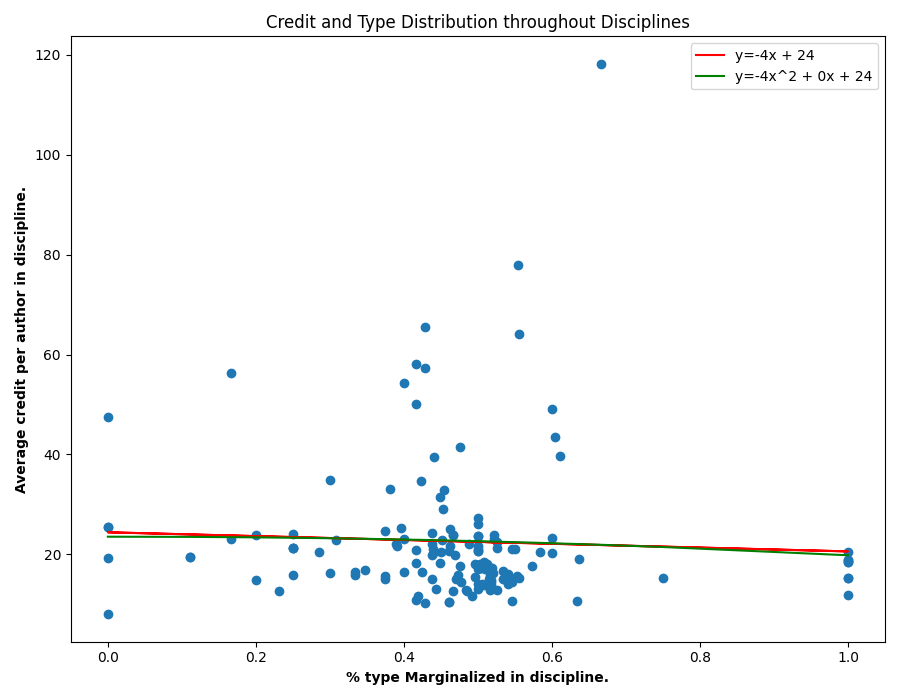 Credit and Type Distribution throughout Disciplines
y=-4x + 24
y=-4x^2 + 0x + 24
120
100
80
60
40
20
Average credit per author in discipline.
0.0 0.2 0.4 0.6 0.8 1.0
% type Marginalized in discipline.